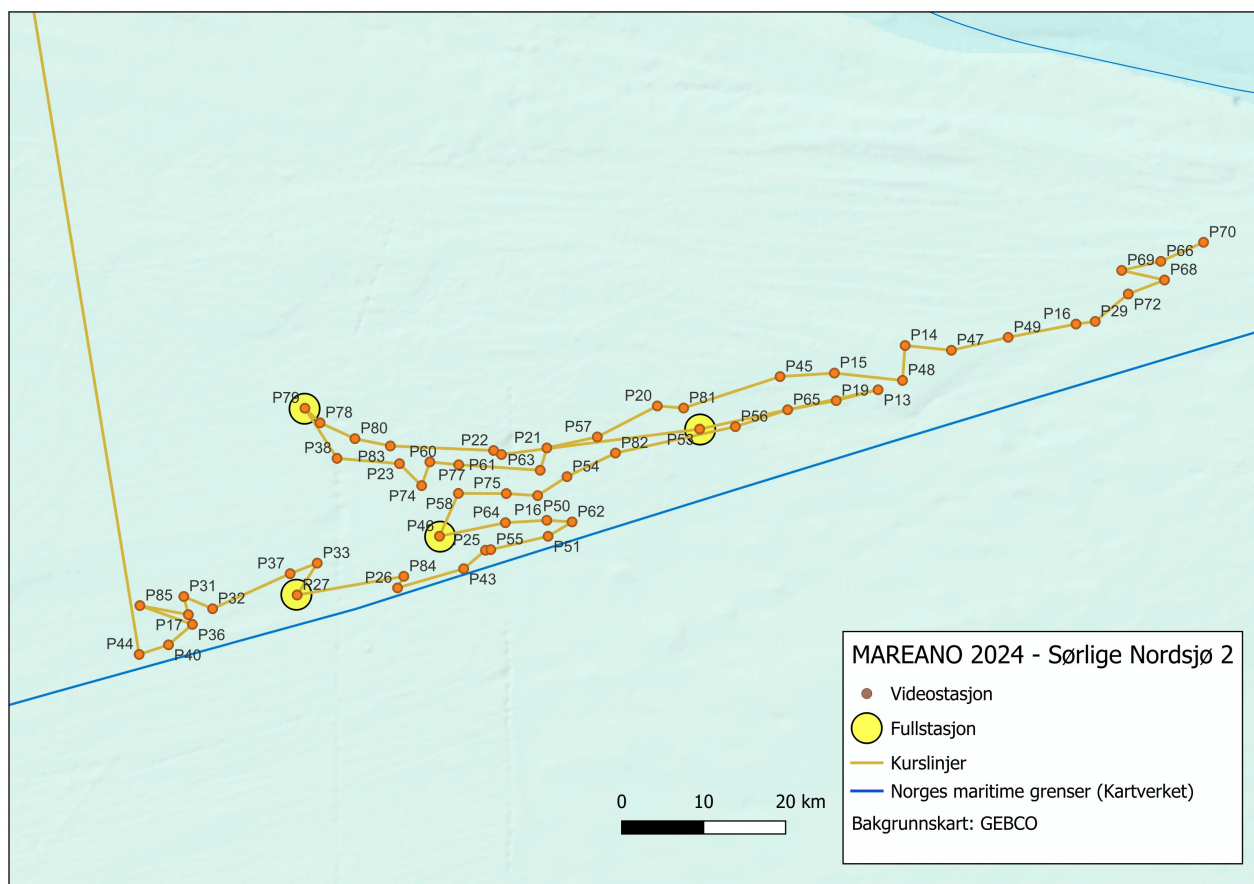 P70
P66
P69
P68
P72
P16
P29
P49
P14
P47
P48
P45
P15
P19
P13
P20
P81
P65
P56
P79
P78
P57
P53
P80
P22
P21
P82
P38
P83
P60
P63
P23
P77
P61
P54
P74
P58
P75
P64
P16
P50
P62
P46
P25
P55
P51
P37
P33
P84
P43
P27
P26
P85
P31
P32
P17
P36
P44
P40
MAREANO 2024 - Sørlige Nordsjø 2
Videostasjon
Fullstasjon
Kurslinjer
Norges maritime grenser (Kartverket)
Bakgrunnskart: GEBCO
0 10 20 km